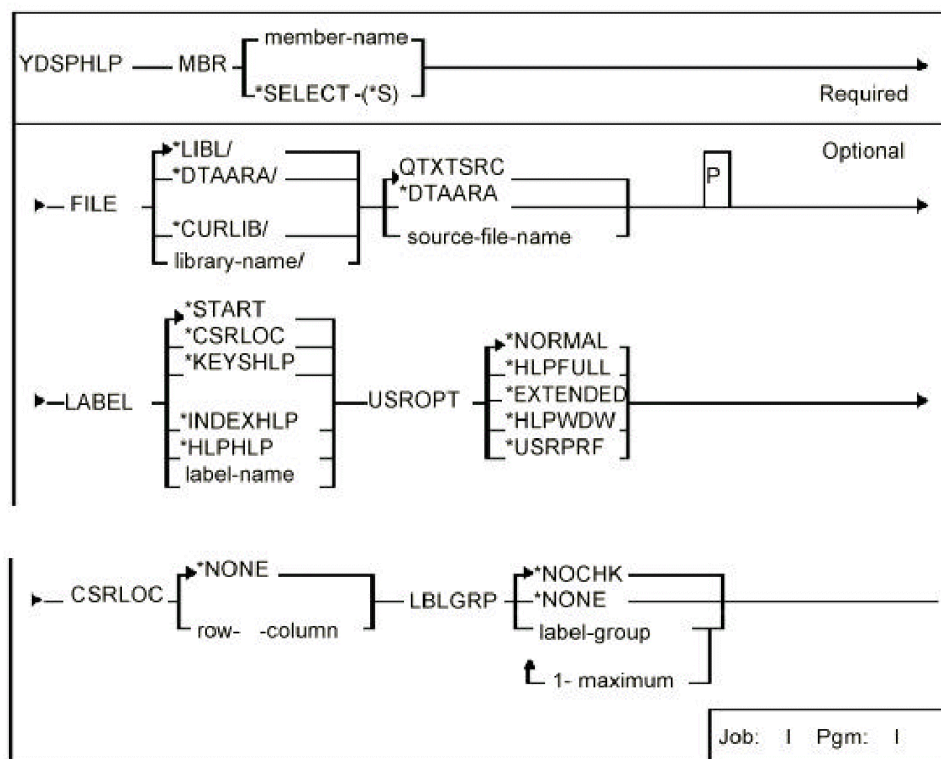 member-name
YDSPHLP MBR
*SELECT -(*S)
Required
Optional
*LIBL/
*DTAARA/
FILE
*CURLIB/
library-name/
QTXTSRC
*DTAARA
source-file-name
P
*START
*CSRLOC
*KEYSHLP
LABEL
*INDEXHLP
*HLPHLP
label-name
USROPT
*NORMAL
*HLPFULL
*EXTENDED
*HLPWDW
*USRPRF
CSRLOC
*NONE
row- -column
LBLGRP
*NOCHK
*NONE
label-group
1- maximum
Job: I Pgm: I